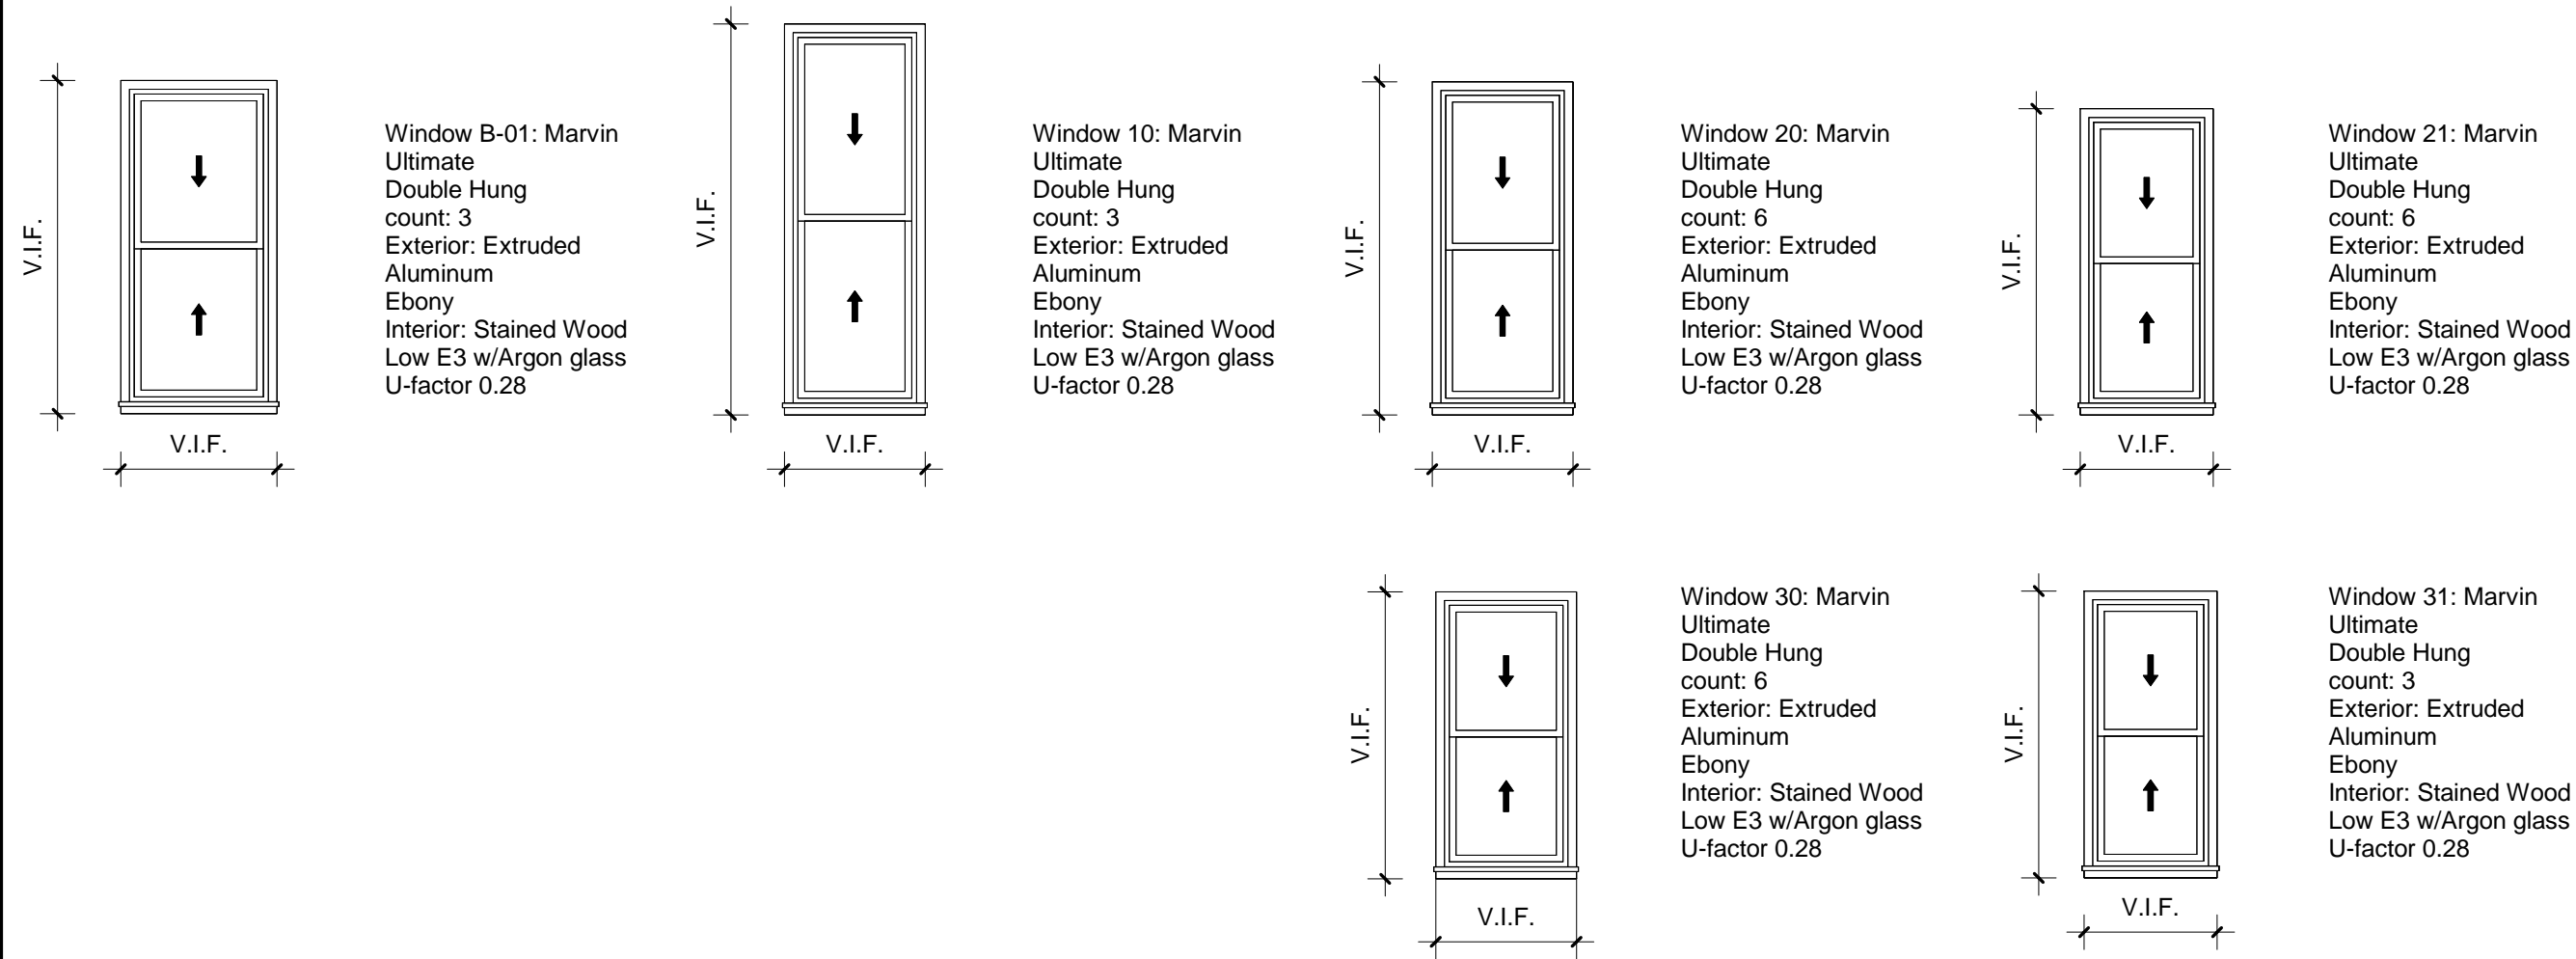 V.I.F.
Window B-01: Marvin
Ultimate
Double Hung
count: 3
Exterior: Extruded
Aluminum
Ebony
Interior: Stained Wood
Low E3 w/Argon glass
U-factor 0.28
V.I.F.
V.I.F.
Window 10: Marvin
Ultimate
Double Hung
count: 3
Exterior: Extruded
Aluminum
Ebony
Interior: Stained Wood
Low E3 w/Argon glass
U-factor 0.28
V.I.F.
V.I.F.
Window 20: Marvin
Ultimate
Double Hung
count: 6
Exterior: Extruded
Aluminum
Ebony
Interior: Stained Wood
Low E3 w/Argon glass
U-factor 0.28
V.I.F.
V.I.F.
Window 21: Marvin
Ultimate
Double Hung
count: 6
Exterior: Extruded
Aluminum
Ebony
Interior: Stained Wood
Low E3 w/Argon glass
U-factor 0.28
V.I.F.
V.I.F.
Window 30: Marvin
Ultimate
Double Hung
count: 6
Exterior: Extruded
Aluminum
Ebony
Interior: Stained Wood
Low E3 w/Argon glass
U-factor 0.28
V.I.F.
V.I.F.
Window 31: Marvin
Ultimate
Double Hung
count: 3
Exterior: Extruded
Aluminum
Ebony
Interior: Stained Wood
Low E3 w/Argon glass
U-factor 0.28
V.I.F.